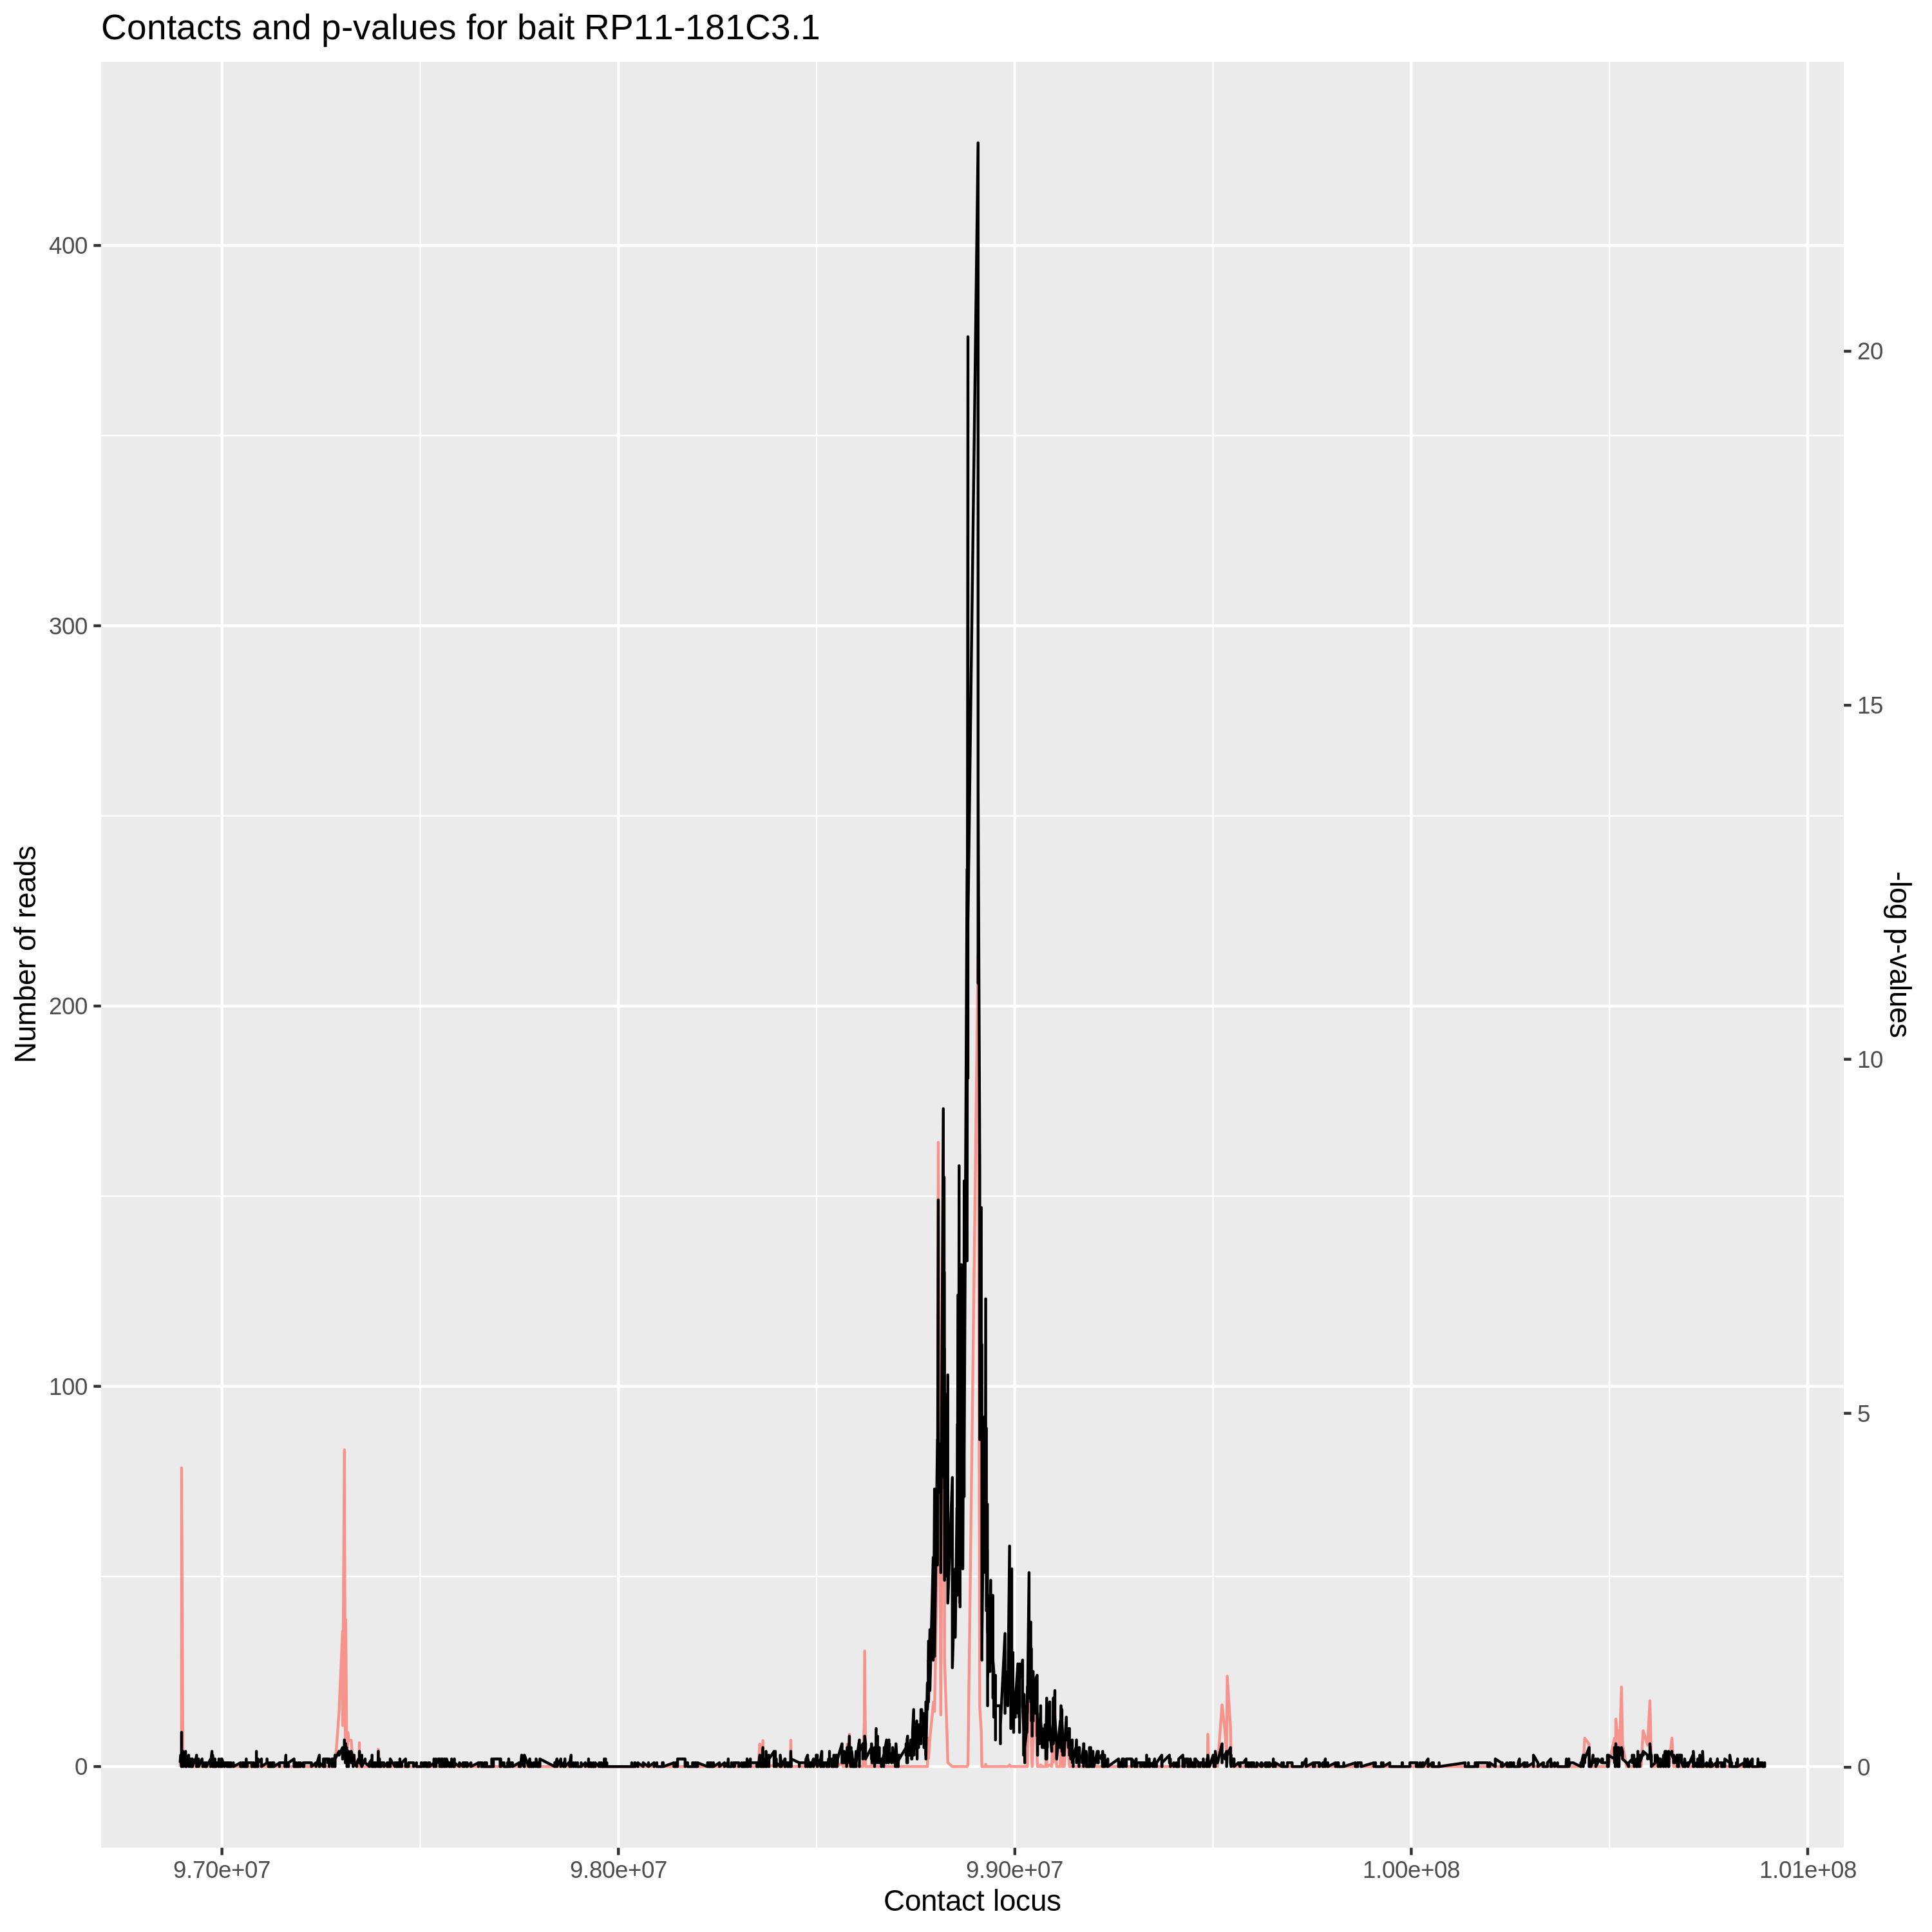 Contacts and p-values for bait RP11-181C3.1
400
300
200
100
0
Number of reads
20
15
10
5
0
-log p-values
9.70e+07
9.80e+07
9.90e+07
1.00e+08
1.01e+08
Contact locus